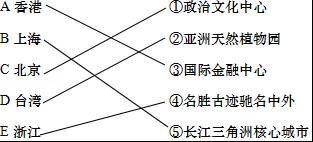 A 香港 ①政治文化中心
B 上海 ②亚洲天然植物园
C 北京 ③国际金融中心
D 台湾 ④名胜古迹驰名中外
E 浙江 ⑤长江三角洲核心城市